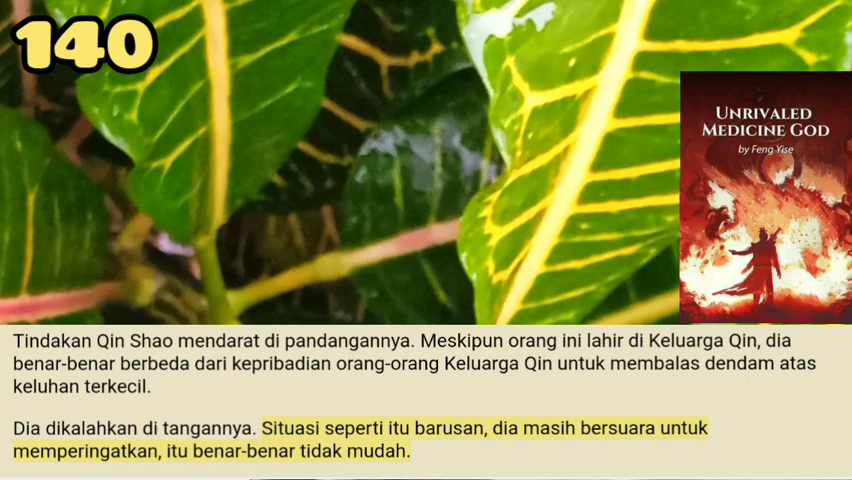 140
UNRIVALED
MEDICINE GOD
by Feng Yise
Tindakan Qin Shao mendarat di pandangannya. Meskipun orang ini lahir di Keluarga Qin, dia
benar-benar berbeda dari kepribadian orang-orang Keluarga Qin untuk membalas dendam atas
keluhan terkecil.
Dia dikalahkan di tangannya. Situasi seperti itu barusan, dia masih bersuara untuk
memperingatkan, itu benar-benar tidak mudah.